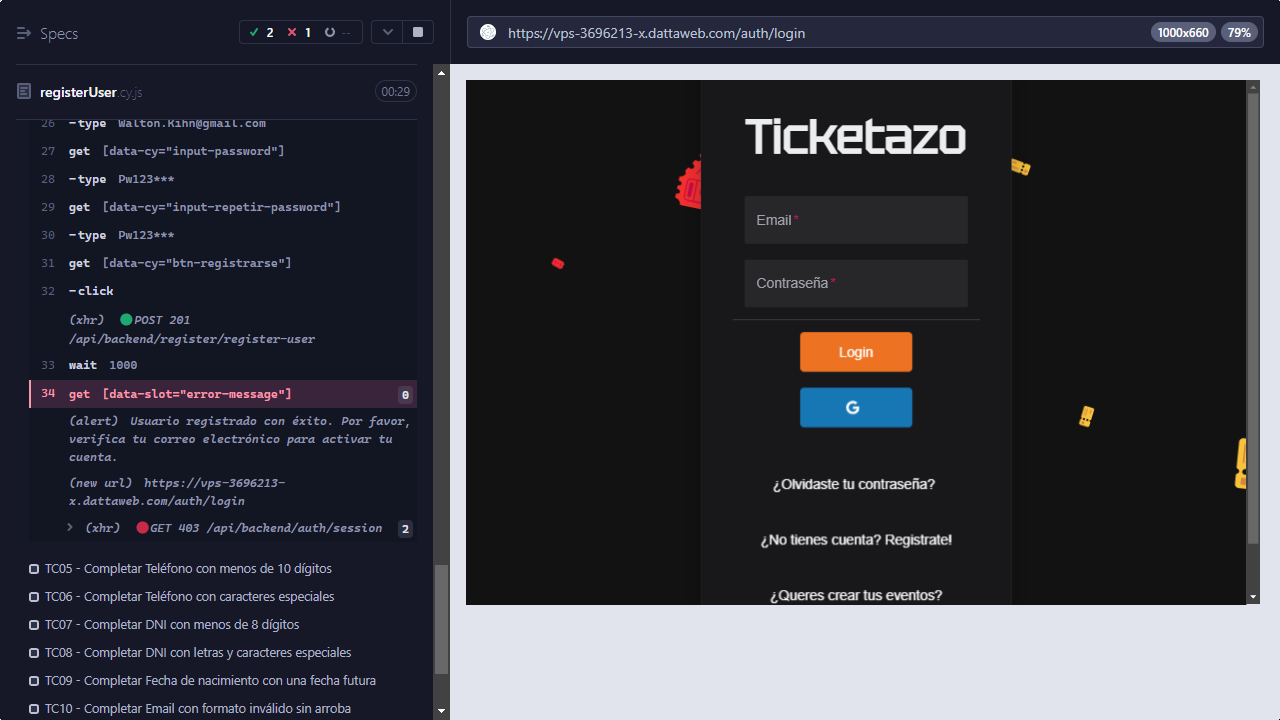 Specs
2
1
--
https://vps-3696213-x.dattaweb.com/auth/login
1000x660
79%
registerUser.cy.js
00:29
26 -type Walton.Rihn@gmail.com
27 get [data-cy="input-password"]
28 -type Pw123***
29 get [data-cy="input-repetir-password"]
30 -type Pw123***
31 get [data-cy="btn-registrarse"]
32 -click
(xhr) POST 201
/api/backend/register/register-user
33 wait 1000
34 get [data-slot="error-message"] 0
(alert) Usuario registrado con éxito. Por favor,
verifica tu correo electrónico para activar tu
cuenta.
(new url) https://vps-3696213-
x.dattaweb.com/auth/login
(xhr) GET 403 /api/backend/auth/session 2
TC05 - Completar Teléfono con menos de 10 dígitos
TC06 - Completar Teléfono con caracteres especiales
TC07 - Completar DNI con menos de 8 dígitos
TC08 - Completar DNI con letras y caracteres especiales
TC09 - Completar Fecha de nacimiento con una fecha futura
TC10 - Completar Email con formato inválido sin arroba
Ticketazo
Email*
Contraseña*
Login
G
¿Olvidaste tu contraseña?
¿No tienes cuenta? Registrate!
¿Queres crear tus eventos?